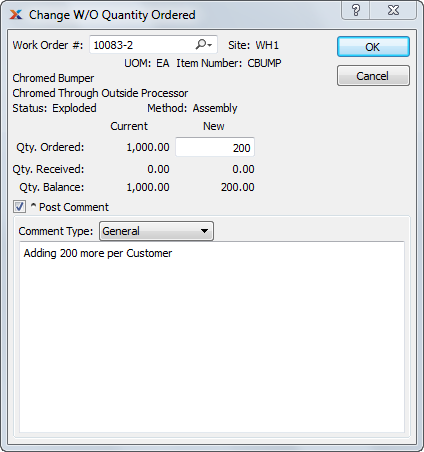 Change W/O Quantity Ordered
Work Order #: 10083-2 Site: WH1 OK
UOM: EA Item Number: CBUMP Cancel
Chromed Bumper
Chromed Through Outside Processor
Status: Exploded Method: Assembly
Current New
Qty. Ordered: 1,000.00 200
Qty. Received: 0.00 0.00
Qty. Balance: 1,000.00 200.00
^ Post Comment
Comment Type: General
Adding 200 more per Customer